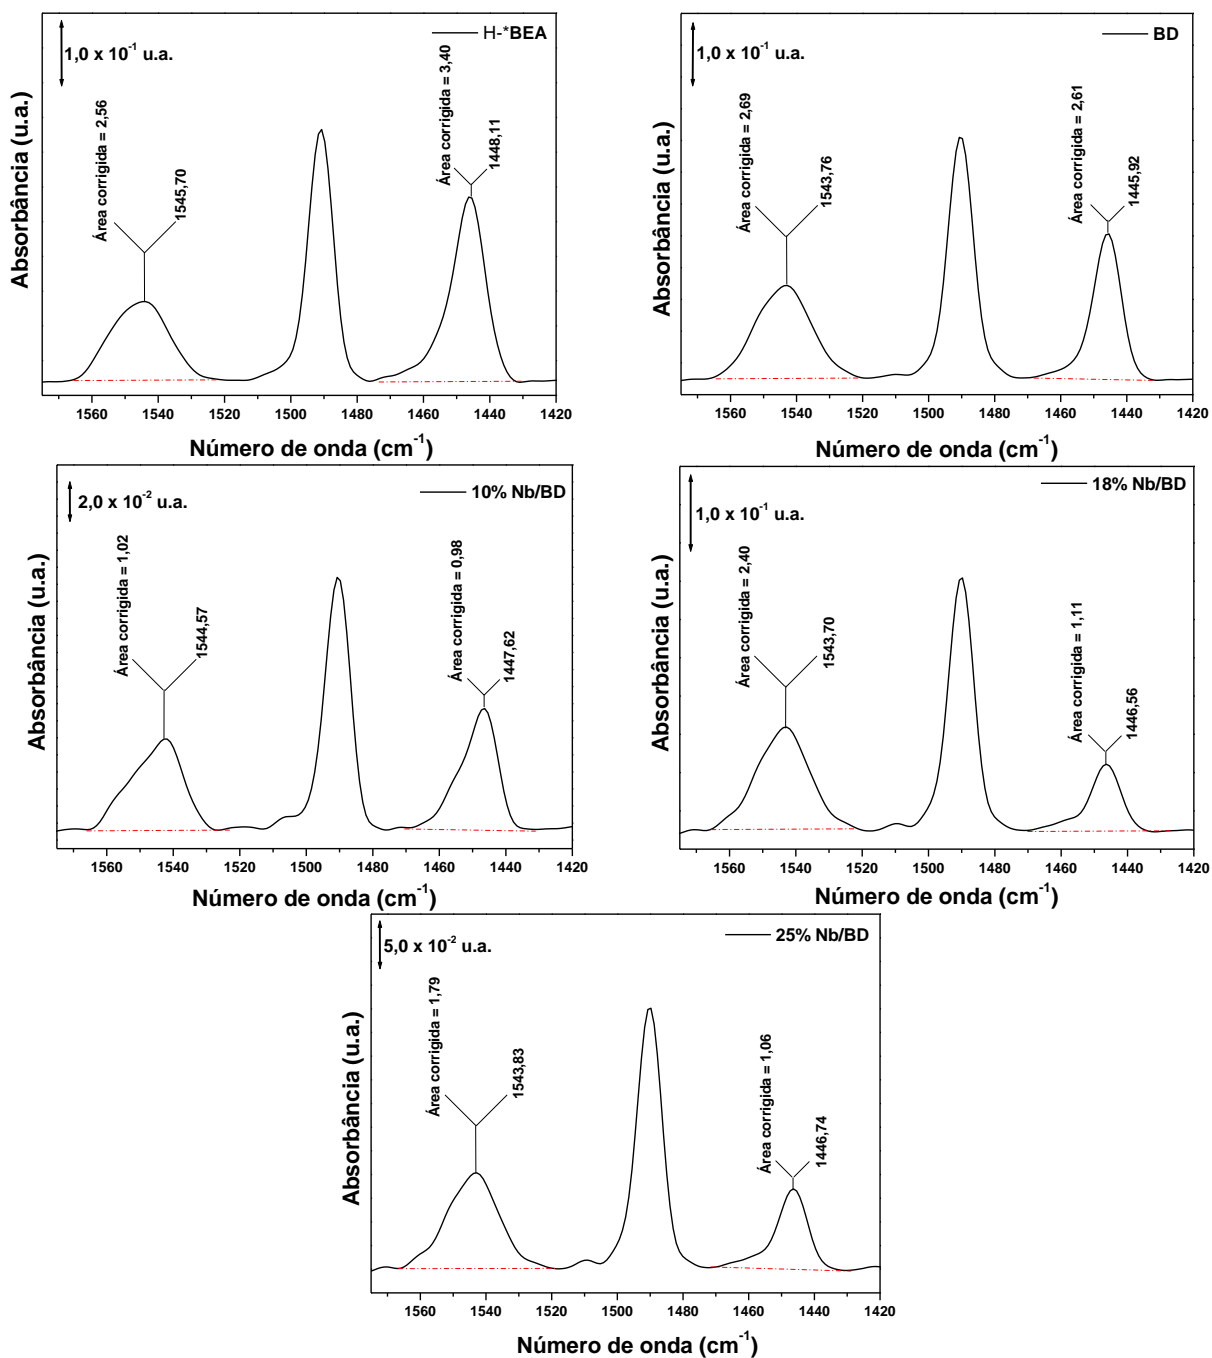 H-*BEA
1,0 x 10⁻¹ u.a.
Área corrigida = 2,56
1545,70
Área corrigida = 3,40
1448,11
Absorbância (u.a.)
1560 1540 1520 1500 1480 1460 1440 1420
Número de onda (cm⁻¹)
BD
1,0 x 10⁻¹ u.a.
Área corrigida = 2,69
1543,76
Área corrigida = 2,61
1445,92
Absorbância (u.a.)
1560 1540 1520 1500 1480 1460 1440 1420
Número de onda (cm⁻¹)
10% Nb/BD
2,0 x 10⁻² u.a.
Área corrigida = 1,02
1544,57
Área corrigida = 0,98
1447,62
Absorbância (u.a.)
1560 1540 1520 1500 1480 1460 1440 1420
Número de onda (cm⁻¹)
18% Nb/BD
1,0 x 10⁻¹ u.a.
Área corrigida = 2,40
1543,70
Área corrigida = 1,11
1446,56
Absorbância (u.a.)
1560 1540 1520 1500 1480 1460 1440 1420
Número de onda (cm⁻¹)
25% Nb/BD
5,0 x 10⁻² u.a.
Área corrigida = 1,79
1543,83
Área corrigida = 1,06
1446,74
Absorbância (u.a.)
1560 1540 1520 1500 1480 1460 1440 1420
Número de onda (cm⁻¹)